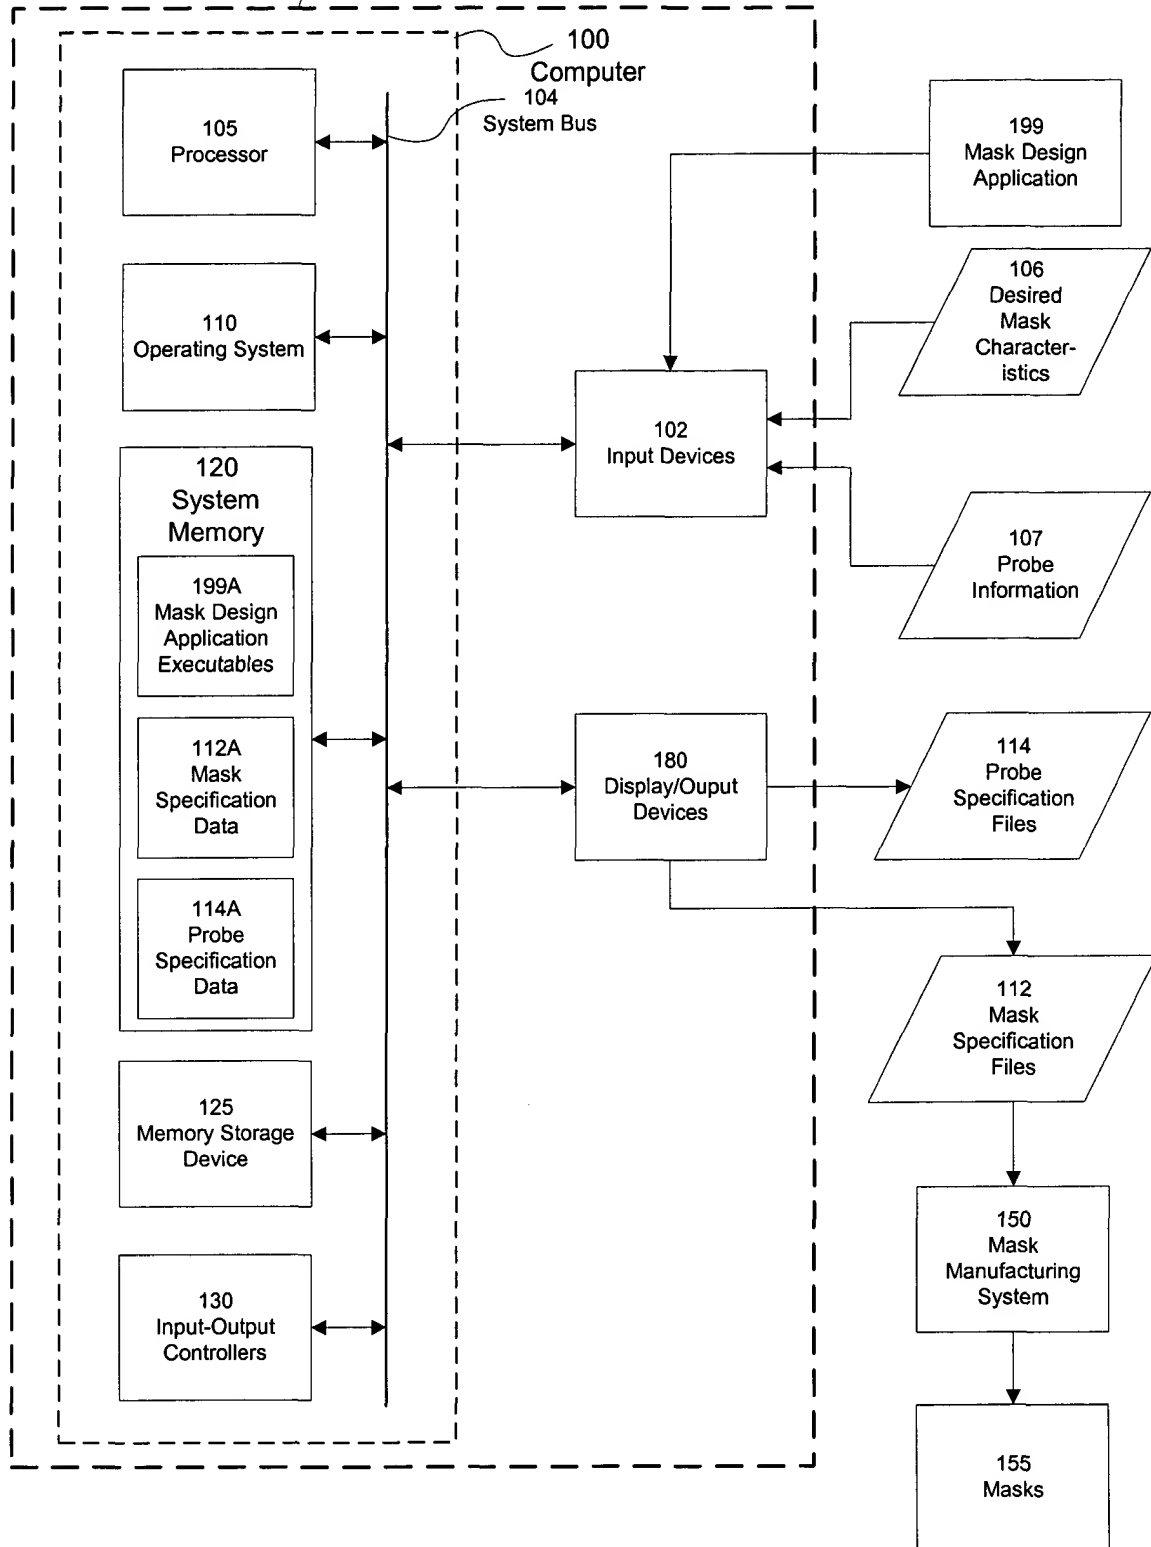 100
Computer
104
System Bus
105
Processor
110
Operating System
120
System
Memory
199A
Mask Design
Application
Executables
112A
Mask
Specification
Data
114A
Probe
Specification
Data
125
Memory Storage
Device
130
Input-Output
Controllers
102
Input Devices
180
Display/Ouput
Devices
199
Mask Design
Application
106
Desired
Mask
Character-
istics
107
Probe
Information
114
Probe
Specification
Files
112
Mask
Specification
Files
150
Mask
Manufacturing
System
155
Masks